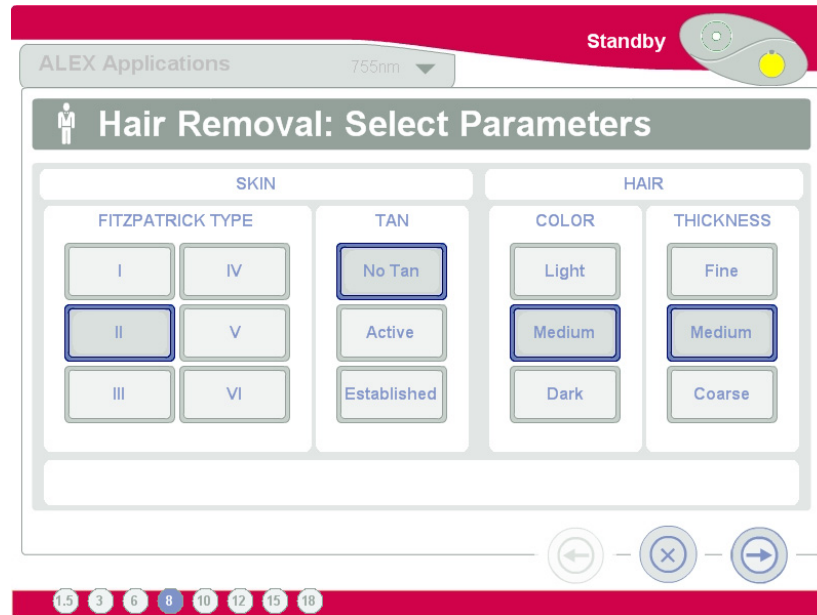 Standby
ALEX Applications 755nm
Hair Removal: Select Parameters
SKIN HAIR
FITZPATRICK TYPE TAN COLOR THICKNESS
I IV No Tan Light Fine
II V Active Medium Medium
III VI Established Dark Coarse
1.5 3 6 8 10 12 15 18